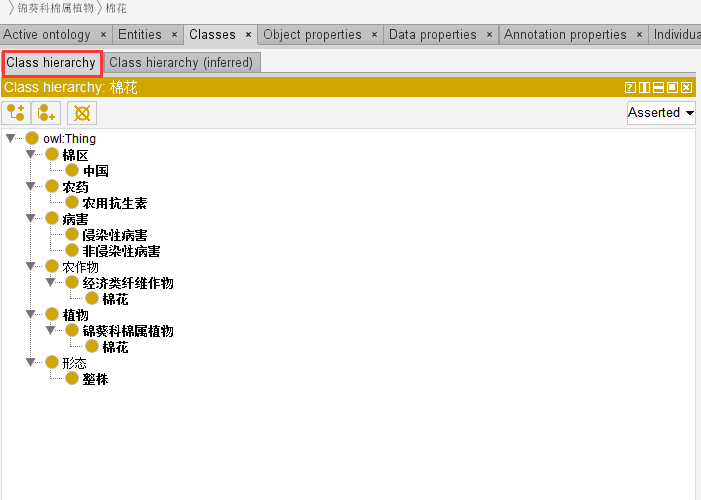 锦葵科棉属植物 棉花
Active ontology × Entities × Classes × Object properties × Data properties × Annotation properties × Individua
Class hierarchy Class hierarchy (inferred)
Class hierarchy: 棉花
Asserted
owl:Thing
棉区
中国
农药
农用抗生素
病害
侵染性病害
非侵染性病害
农作物
经济类纤维作物
棉花
植物
锦葵科棉属植物
棉花
形态
整株